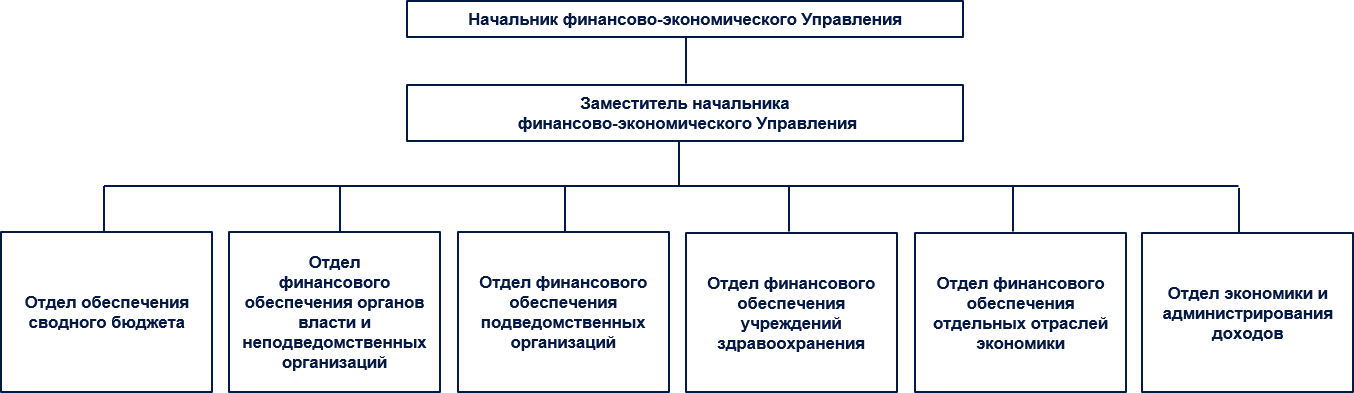 Начальник финансово-экономического Управления
Заместитель начальника
финансово-экономического Управления
Отдел обеспечения
сводного бюджета
Отдел
финансового
обеспечения органов
власти и
неподведомственных
организаций
Отдел финансового
обеспечения
подведомственных
организаций
Отдел финансового
обеспечения
учреждений
здравоохранения
Отдел финансового
обеспечения
отдельных отраслей
экономики
Отдел экономики и
администрирования
доходов